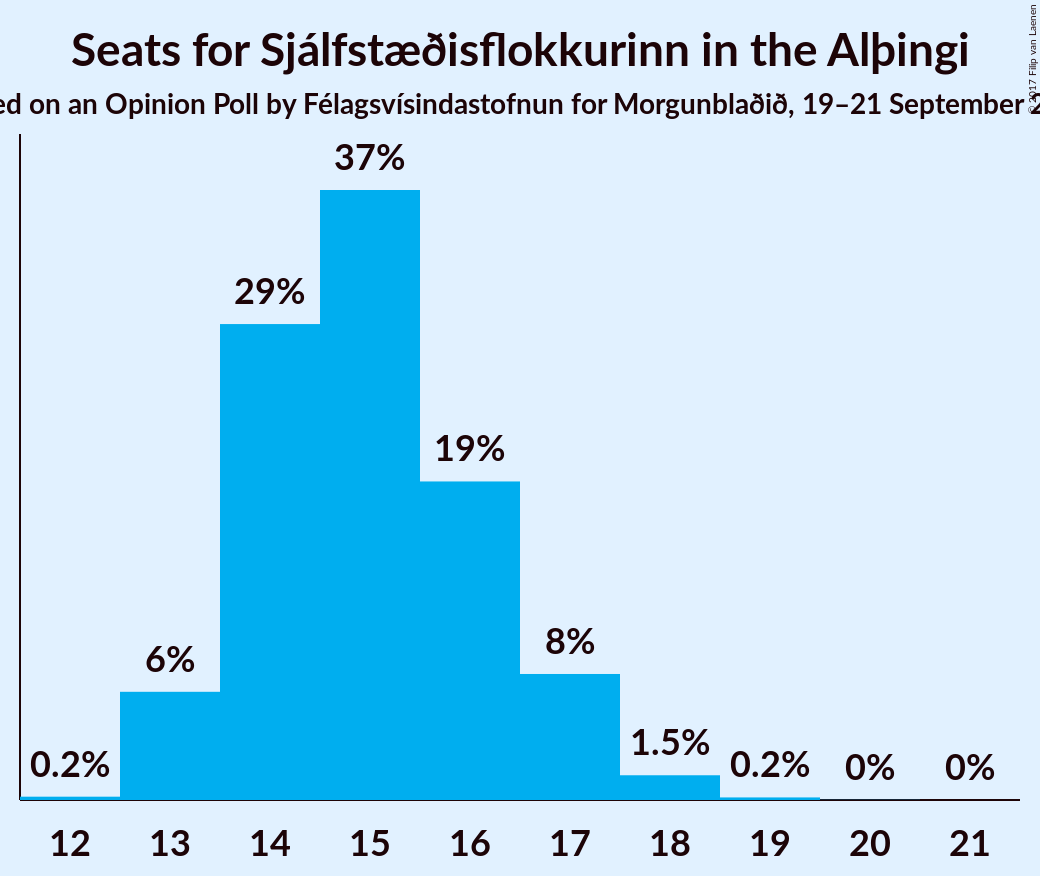 Seats for Sjálfstæðisflokkurinn in the Alþingi
on an Opinion Poll by Félagsvísindastofnun for Morgunblaðið, 19–21 September
© 2017 Filip van Laenen
37%
29%
19%
8%
6%
1.5%
0.2%
0.2%
0%
0%
12 13 14 15 16 17 18 19 20 21